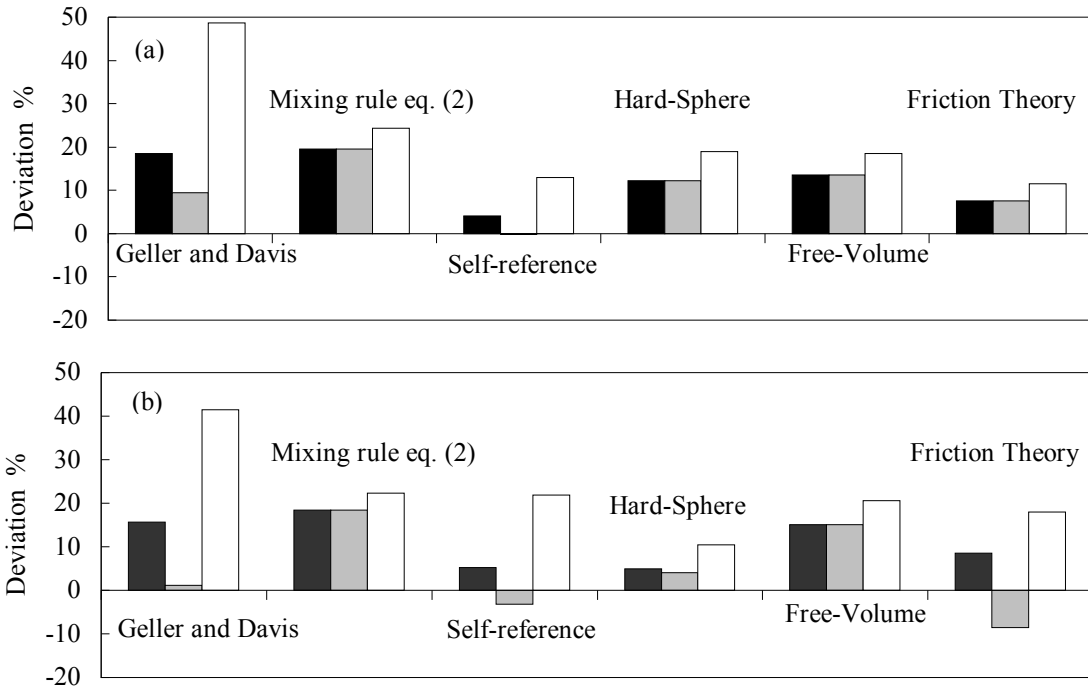 50
40
30
20
10
0
-10
-20
Deviation %
(a)
Mixing rule eq. (2)
Hard-Sphere
Friction Theory
Geller and Davis
Self-reference
Free-Volume
50
40
30
20
10
0
-10
-20
Deviation %
(b)
Mixing rule eq. (2)
Friction Theory
Hard-Sphere
Geller and Davis
Self-reference
Free-Volume